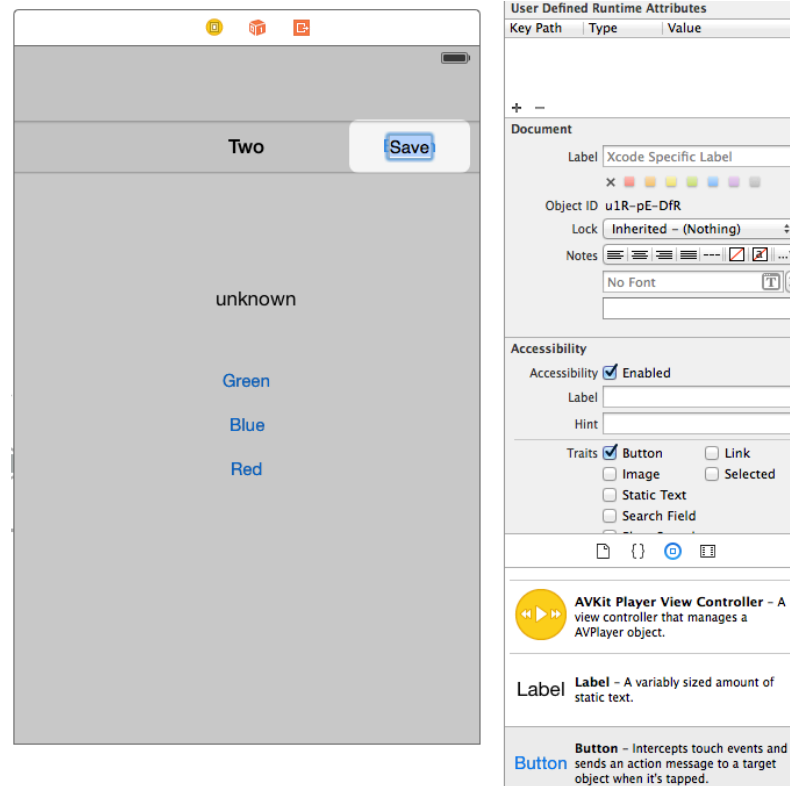 Two
Save
unknown
Green
Blue
Red
User Defined Runtime Attributes
Key Path Type Value
+ −
Document
Label Xcode Specific Label
Object ID u1R-pE-DfR
Lock Inherited – (Nothing)
Notes
No Font
Accessibility
Accessibility Enabled
Label
Hint
Traits Button Link
Image Selected
Static Text
Search Field
{}
AVKit Player View Controller – A
view controller that manages a
AVPlayer object.
Label Label – A variably sized amount of
static text.
Button Button – Intercepts touch events and
sends an action message to a target
object when it's tapped.